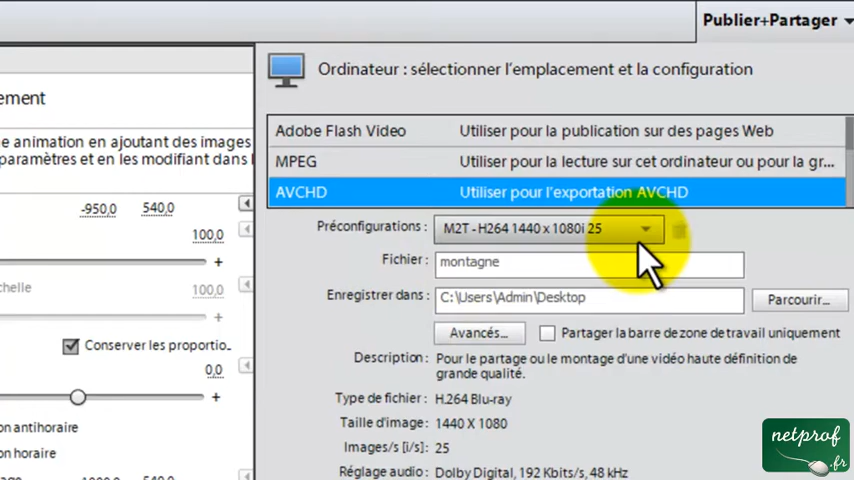 Publier+Partager
Ordinateur : sélectionner l'emplacement et la configuration
ement
e animation en ajoutant des images
paramètres et en les modifiant dans l
Adobe Flash Video Utiliser pour la publication sur des pages Web
MPEG Utiliser pour la lecture sur cet ordinateur ou pour la gr...
AVCHD Utiliser pour l'exportation AVCHD
-950,0 540,0
100,0
+
chelle 100,0
+
Conserver les proportio..
0,0
+
on antihoraire
on horaire
Préconfigurations : M2T - H264 1440 x 1080i 25
Fichier : montagne
Enregistrer dans : C:\Users\Admin\Desktop Parcourir...
Avancés... Partager la barre de zone de travail uniquement
Description : Pour le partage ou le montage d'une vidéo haute définition de
grande qualité.
Type de fichier : H.264 Blu-ray
Taille d'image : 1440 X 1080
Images/s [i/s] : 25
Réglage audio : Dolby Digital, 192 Kbits/s, 48 kHz
netprof
.fr